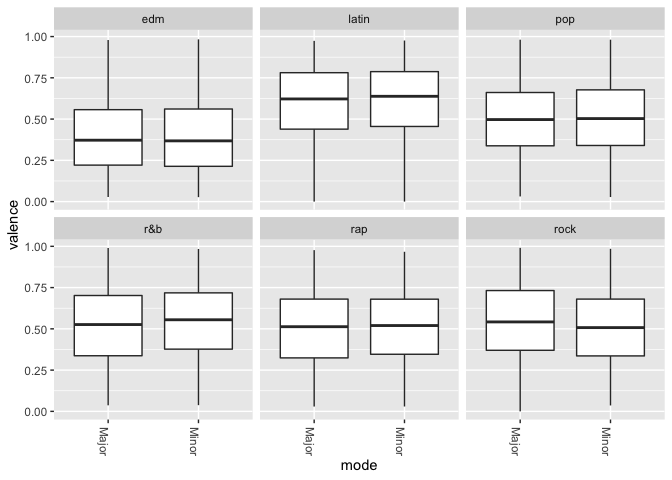 edm
latin
pop
1.00
0.75
0.50
0.25
0.00
valence
r&b
rap
rock
1.00
0.75
0.50
0.25
0.00
Major
Minor
Major
Minor
Major
Minor
mode